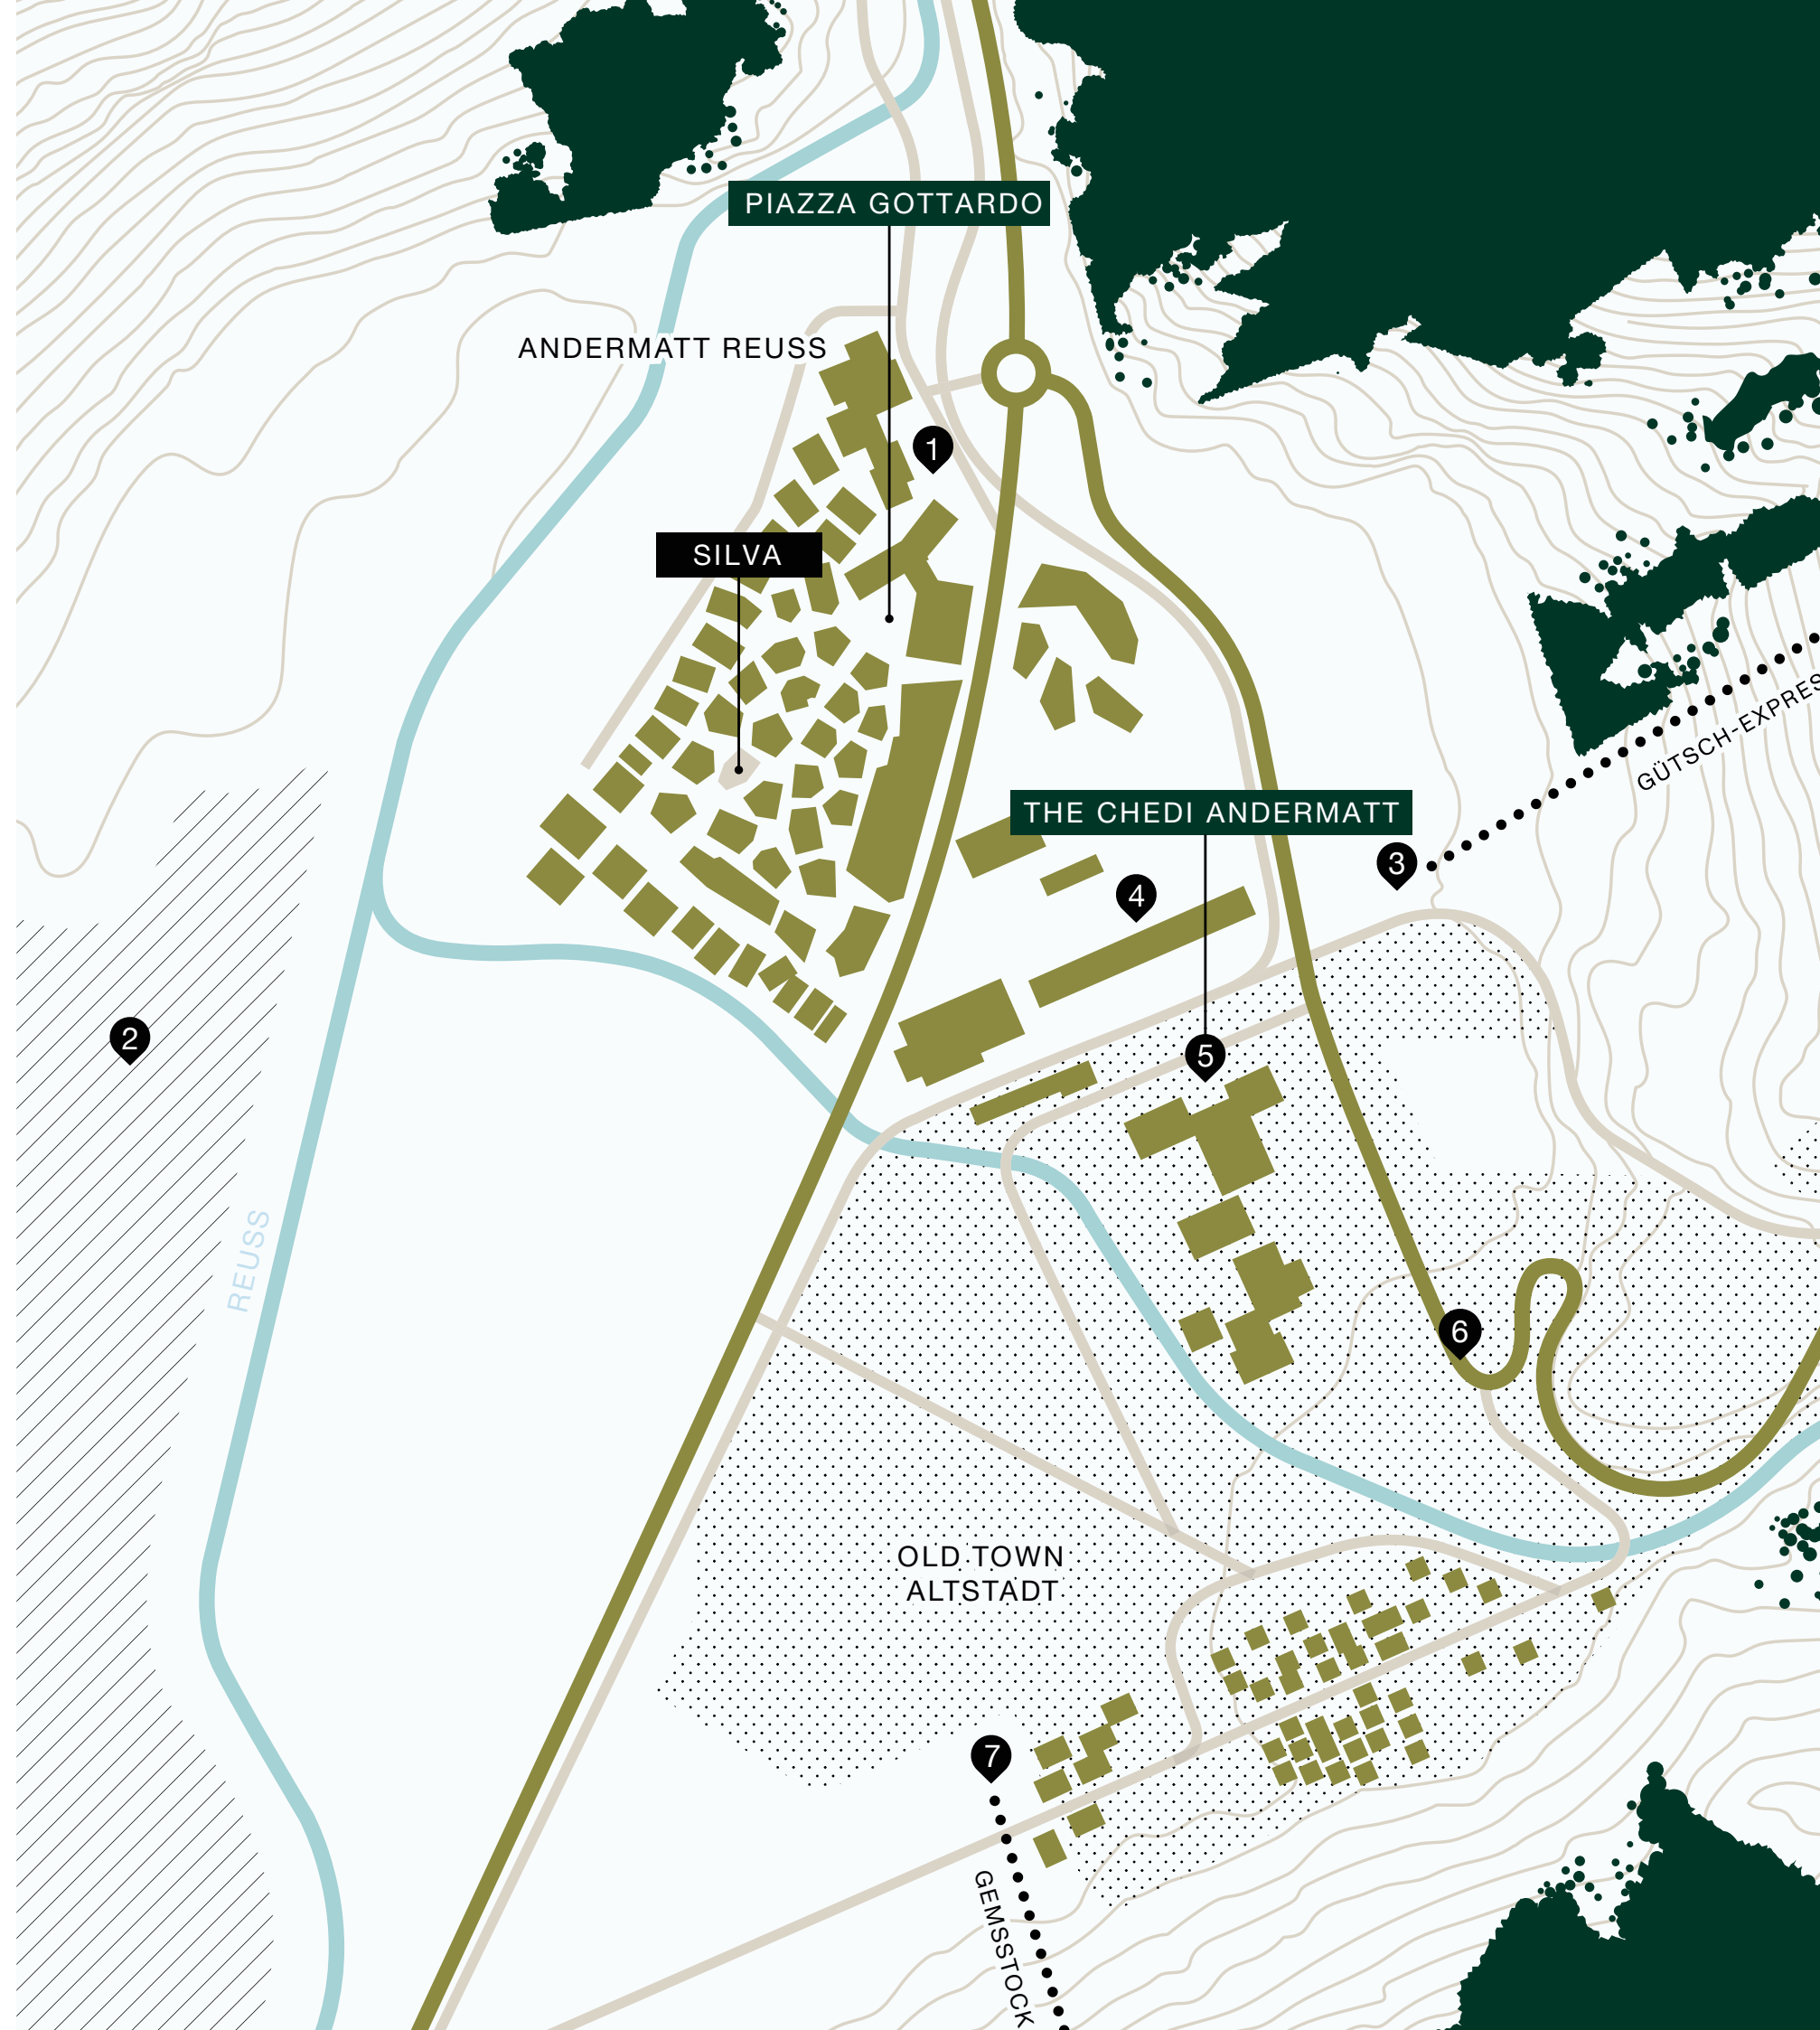 PIAZZA GOTTARDO
ANDERMATT REUSS
1
SILVA
GÜTSCH-EXPRES
THE CHEDI ANDERMATT
3
4
2
5
REUSS
6
OLD TOWN
ALTSTADT
7
GEMSSTOCK